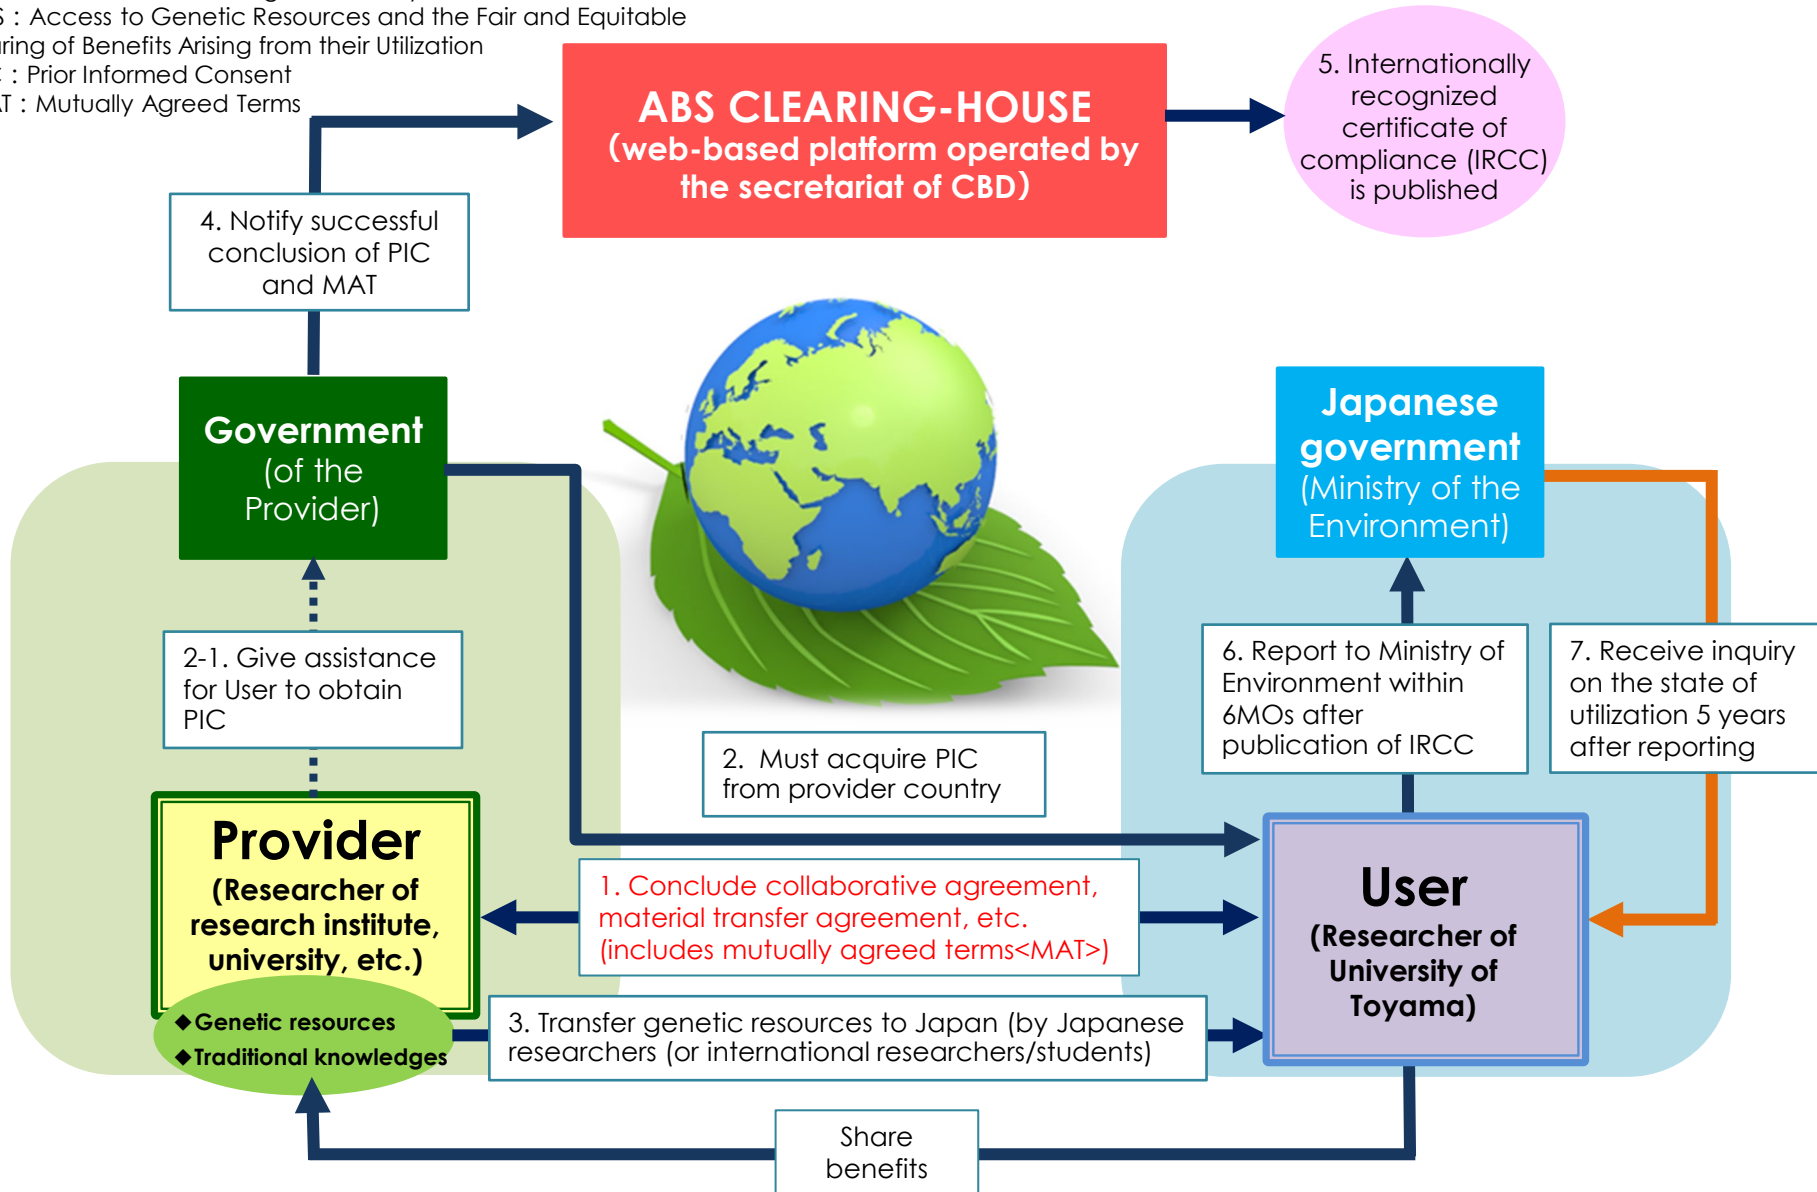 : Access to Genetic Resources and the Fair and Equitable
of Benefits Arising from their Utilization
: Prior Informed Consent
: Mutually Agreed Terms
ABS CLEARING-HOUSE
(web-based platform operated by
the secretariat of CBD)
5. Internationally
recognized
certificate of
compliance (IRCC)
is published
4. Notify successful
conclusion of PIC
and MAT
Government
(of the
Provider)
Japanese
government
(Ministry of the
Environment)
2-1. Give assistance
for User to obtain
PIC
6. Report to Ministry of
Environment within
6MOs after
publication of IRCC
7. Receive inquiry
on the state of
utilization 5 years
after reporting
2. Must acquire PIC
from provider country
Provider
(Researcher of
research institute,
university, etc.)
1. Conclude collaborative agreement,
material transfer agreement, etc.
(includes mutually agreed terms<MAT>)
User
(Researcher of
University of
Toyama)
◆Genetic resources
◆Traditional knowledges
3. Transfer genetic resources to Japan (by Japanese
researchers (or international researchers/students)
Share
benefits